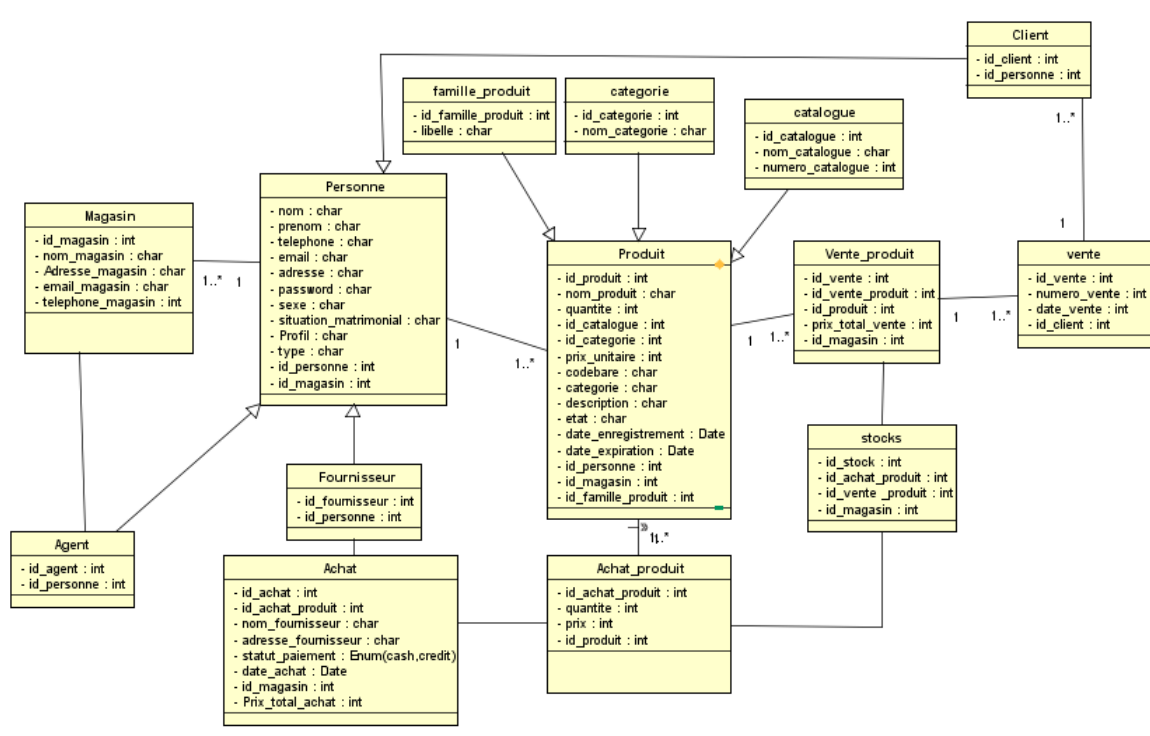 Client
- id_client : int
- id_personne : int
1..*
famille_produit
- id_famille_produit : int
- libelle : char
categorie
- id_categorie : int
- nom_categorie : char
catalogue
- id_catalogue : int
- nom_catalogue : char
- numero_catalogue : int
Personne
- nom : char
- prenom : char
- telephone : char
- email : char
- adresse : char
- password : char
- sexe : char
- situation_matrimonial : char
- Profil : char
- type : char
- id_personne : int
- id_magasin : int
Magasin
- id_magasin : int
- nom_magasin : char
- Adresse_magasin : char
- email_magasin : char
- telephone_magasin : int
1..*
1
1
1..*
Produit
- id_produit : int
- nom_produit : char
- quantite : int
- id_catalogue : int
- id_categorie : int
- prix_unitaire : int
- codebare : char
- categorie : char
- description : char
- etat : char
- date_enregistrement : Date
- date_expiration : Date
- id_personne : int
- id_magasin : int
- id_famille_produit : int
1
1..*
Vente_produit
- id_vente : int
- id_vente_produit : int
- id_produit : int
- prix_total_vente : int
- id_magasin : int
1
1..*
1
vente
- id_vente : int
- numero_vente : int
- date_vente : int
- id_client : int
stocks
- id_stock : int
- id_achat_produit : int
- id_vente _produit : int
- id_magasin : int
Fournisseur
- id_fournisseur : int
- id_personne : int
Agent
- id_agent : int
- id_personne : int
Achat
- id_achat : int
- id_achat_produit : int
- nom_fournisseur : char
- adresse_fournisseur : char
- statut_paiement : Enum(cash,credit)
- date_achat : Date
- id_magasin : int
- Prix_total_achat : int
Achat_produit
- id_achat_produit : int
- quantite : int
- prix : int
- id_produit : int